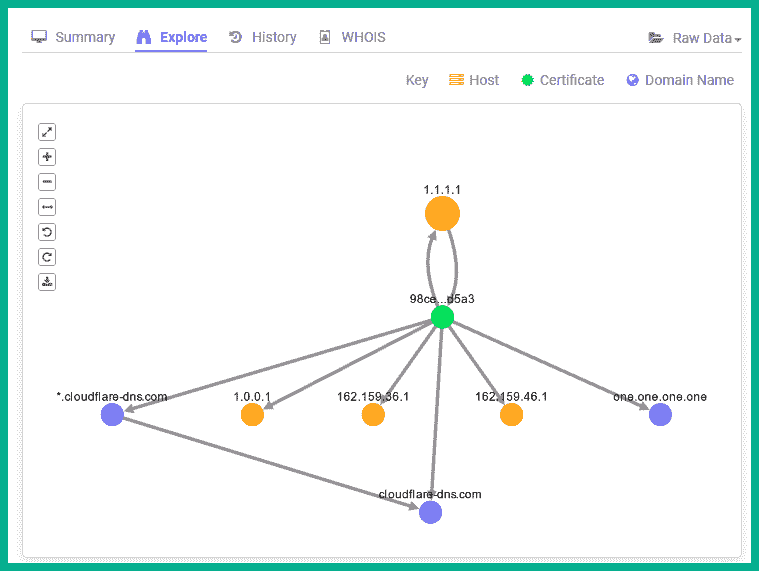 Summary Explore History WHOIS Raw Data
Key Host Certificate Domain Name
1.1.1.1
98ce...d5a3
*.cloudflare-dns.com 1.0.0.1 162.159.36.1 162.159.46.1 one.one.one.one
cloudflare-dns.com